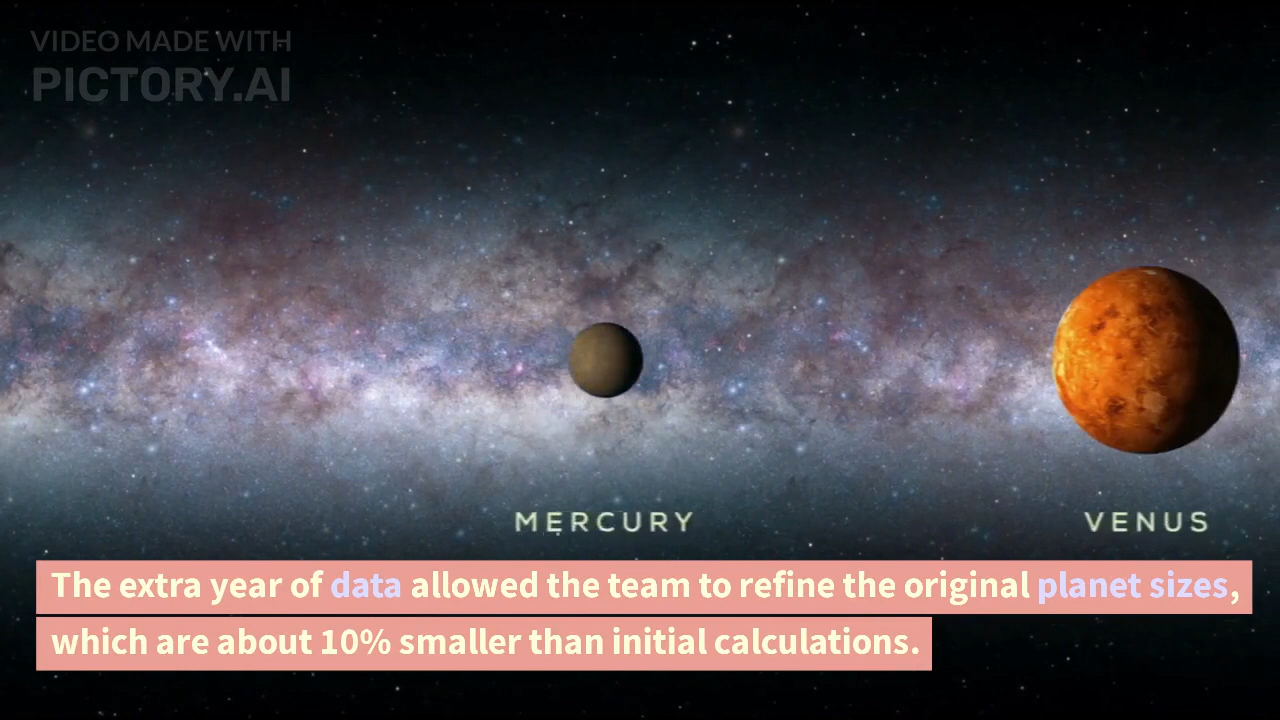 VIDEO MADE WITH
PICTORY.AI
MERCURY
VENUS
The extra year of data allowed the team to refine the original planet sizes,
which are about 10% smaller than initial calculations.